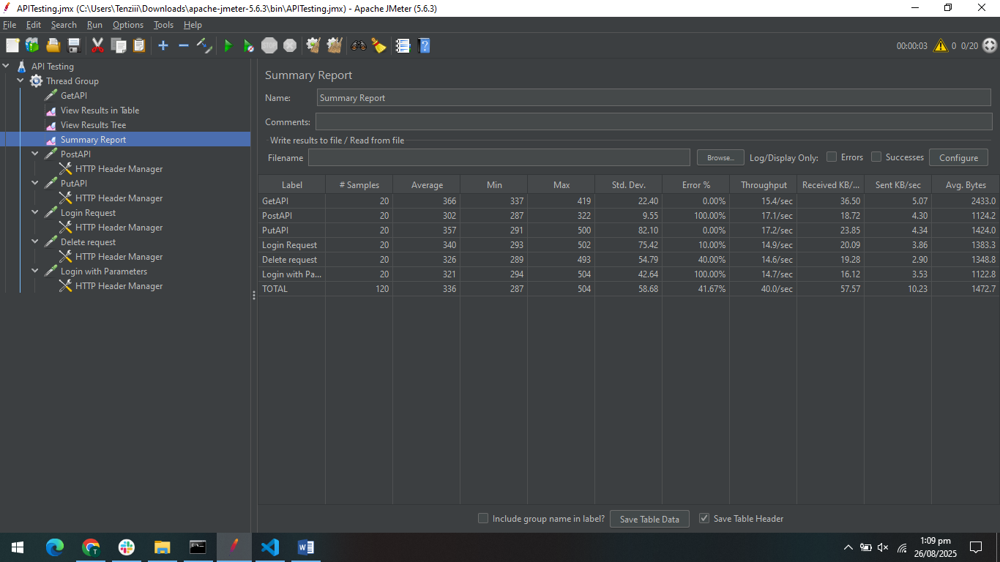 APITesting.jmx (C:\Users\Tenziii\Downloads\apache-jmeter-5.6.3\bin\APITesting.jmx) - Apache JMeter (5.6.3)
File Edit Search Run Options Tools Help
STOP 00:00:03 0 0/20
API Testing
Thread Group
GetAPI
View Results in Table
View Results Tree
Summary Report
PostAPI
HTTP Header Manager
PutAPI
HTTP Header Manager
Login Request
HTTP Header Manager
Delete request
HTTP Header Manager
Login with Parameters
HTTP Header Manager
Summary Report
Name: Summary Report
Comments:
Write results to file / Read from file
Filename Browse... Log/Display Only: Errors Successes Configure
Label # Samples Average Min Max Std. Dev. Error % Throughput Received KB/... Sent KB/sec Avg. Bytes
GetAPI 20 366 337 419 22.40 0.00% 15.4/sec 36.50 5.07 2433.0
PostAPI 20 302 287 322 9.55 100.00% 17.1/sec 18.72 4.30 1124.2
PutAPI 20 357 291 500 82.10 0.00% 17.2/sec 23.85 4.34 1424.0
Login Request 20 340 293 502 75.42 10.00% 14.9/sec 20.09 3.86 1383.3
Delete request 20 326 289 493 54.79 40.00% 14.6/sec 19.28 2.90 1348.8
Login with Pa... 20 321 294 504 42.64 100.00% 14.7/sec 16.12 3.53 1122.8
TOTAL 120 336 287 504 58.68 41.67% 40.0/sec 57.57 10.23 1472.7
Include group name in label? Save Table Data Save Table Header
1:09 pm
26/08/2025